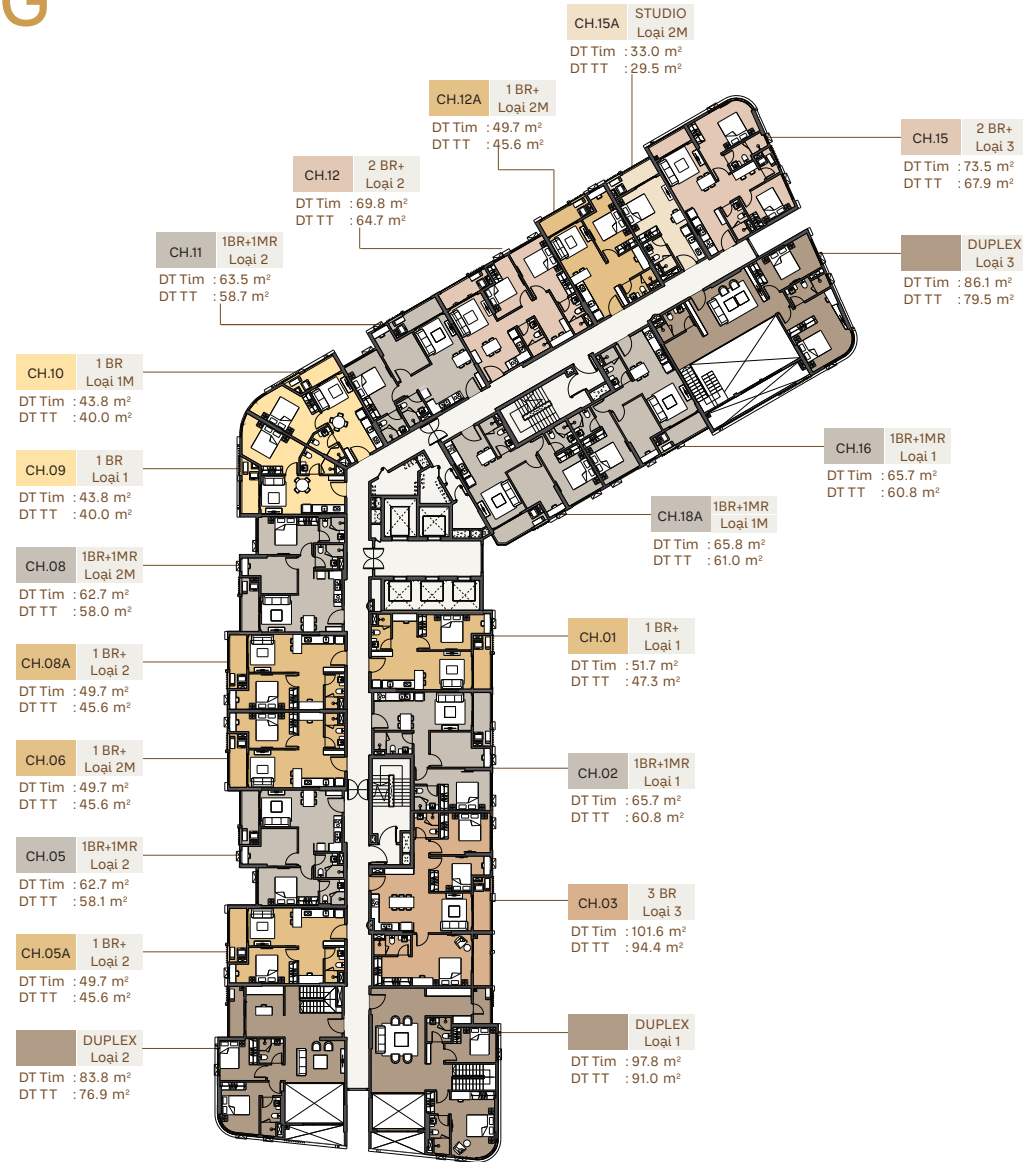 G
CH.15A STUDIO
Loại 2M
DT Tim : 33.0 m²
DT TT : 29.5 m²
CH.12A 1 BR+
Loại 2M
DT Tim : 49.7 m²
DT TT : 45.6 m²
CH.15 2 BR+
Loại 3
DT Tim : 73.5 m²
DT TT : 67.9 m²
CH.12 2 BR+
Loại 2
DT Tim : 69.8 m²
DT TT : 64.7 m²
CH.11 1BR+1MR
Loại 2
DT Tim : 63.5 m²
DT TT : 58.7 m²
DUPLEX
Loại 3
DT Tim : 86.1 m²
DT TT : 79.5 m²
CH.10 1 BR
Loại 1M
DT Tim : 43.8 m²
DT TT : 40.0 m²
CH.09 1 BR
Loại 1
DT Tim : 43.8 m²
DT TT : 40.0 m²
CH.16 1BR+1MR
Loại 1
DT Tim : 65.7 m²
DT TT : 60.8 m²
CH.18A 1BR+1MR
Loại 1M
DT Tim : 65.8 m²
DT TT : 61.0 m²
CH.08 1BR+1MR
Loại 2M
DT Tim : 62.7 m²
DT TT : 58.0 m²
CH.01 1 BR+
Loại 1
DT Tim : 51.7 m²
DT TT : 47.3 m²
CH.08A 1 BR+
Loại 2
DT Tim : 49.7 m²
DT TT : 45.6 m²
CH.06 1 BR+
Loại 2M
DT Tim : 49.7 m²
DT TT : 45.6 m²
CH.02 1BR+1MR
Loại 1
DT Tim : 65.7 m²
DT TT : 60.8 m²
CH.05 1BR+1MR
Loại 2
DT Tim : 62.7 m²
DT TT : 58.1 m²
CH.03 3 BR
Loại 3
DT Tim : 101.6 m²
DT TT : 94.4 m²
CH.05A 1 BR+
Loại 2
DT Tim : 49.7 m²
DT TT : 45.6 m²
DUPLEX
Loại 2
DT Tim : 83.8 m²
DT TT : 76.9 m²
DUPLEX
Loại 1
DT Tim : 97.8 m²
DT TT : 91.0 m²